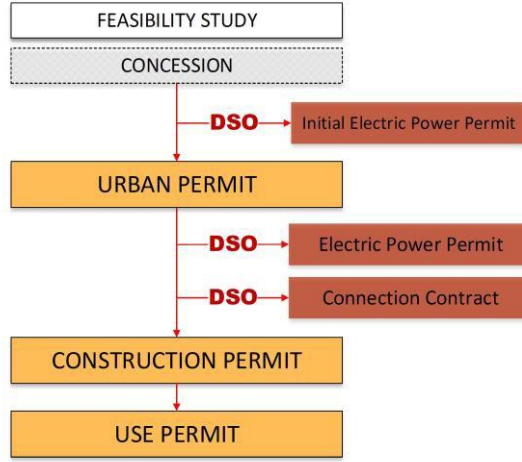 FEASIBILITY STUDY
CONCESSION
DSO
Initial Electric Power Permit
URBAN PERMIT
DSO
Electric Power Permit
DSO
Connection Contract
CONSTRUCTION PERMIT
USE PERMIT